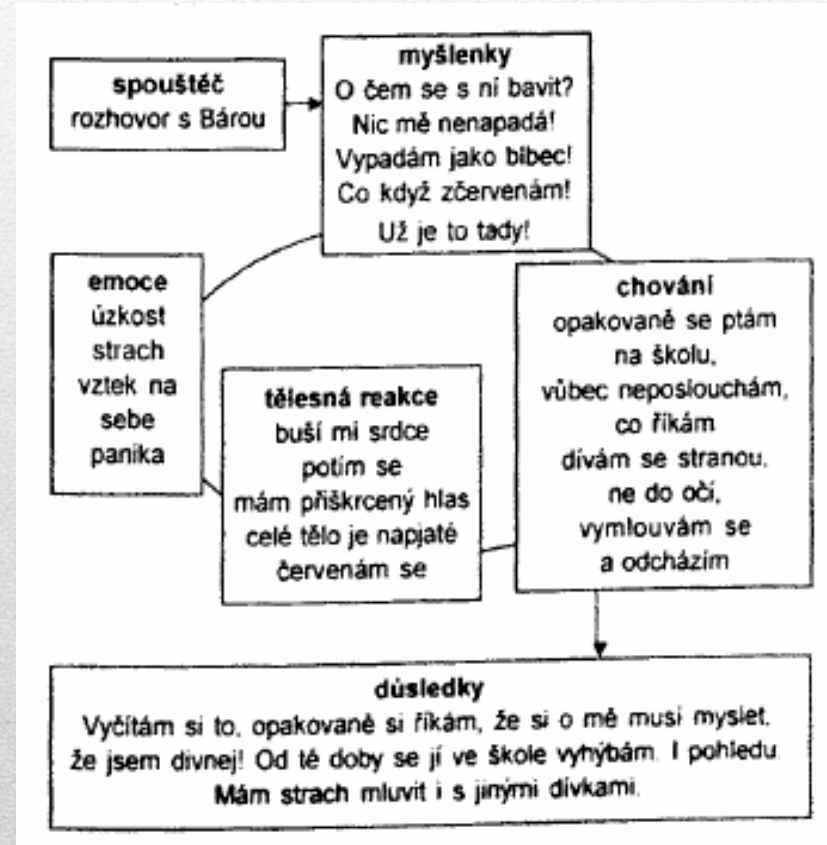 spouštěč
rozhovor s Bárou
myšlenky
O čem se s ní bavit?
Nic mě nenapadá!
Vypadám jako blbec!
Co když zčervenám!
Už je to tady!
emoce
úzkost
strach
vztek na
sebe
panika
tělesná reakce
buší mi srdce
potím se
mám přiškrcený hlas
celé tělo je napjaté
červenám se
chování
opakovaně se ptám
na školu,
vůbec neposlouchám,
co říkám
dívám se stranou,
ne do očí,
vymlouvám se
a odcházím
důsledky
Vyčítám si to, opakovaně si říkám, že si o mě musí myslet,
že jsem divnej! Od té doby se jí ve škole vyhýbám. I pohledu.
Mám strach mluvit i s jinými dívkami.